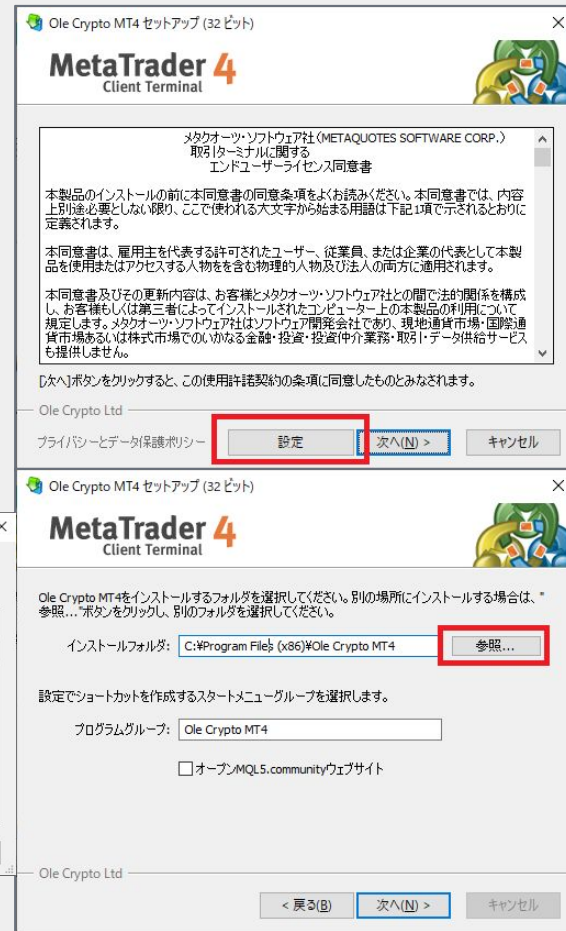 Ole Crypto MT4 セットアップ (32 ビット)
MetaTrader 4
Client Terminal
メタクオーツ・ソフトウェア社(METAQUOTES SOFTWARE CORP.)
取引ターミナルに関する
エンドユーザーライセンス同意書
本製品のインストールの前に本同意書の同意条項をよくお読みください。本同意書では、内容
上別途必要としない限り、ここで使われる大文字から始まる用語は下記1項で示されるとおりに
定義されます。
本同意書は、雇用主を代表する許可されたユーザー、従業員、または企業の代表として本製
品を使用またはアクセスする人物をを含む物理的人物及び法人の両方に適用されます。
本同意書及びその更新内容は、お客様とメタクオーツ・ソフトウェア社との間で法的関係を構成
し、お客様もしくは第三者によってインストールされたコンピューター上の本製品の利用について
規定します。メタクオーツ・ソフトウェア社はソフトウェア開発会社であり、現地通貨市場・国際通
貨市場あるいは株式市場でのいかなる金融・投資・投資仲介業務・取引・データ供給サービス
も提供しません。
[次へ]ボタンをクリックすると、この使用許諾契約の条項に同意したものとみなされます。
Ole Crypto Ltd
プライバシーとデータ保護ポリシー 設定 次へ(N) > キャンセル
Ole Crypto MT4 セットアップ (32 ビット)
MetaTrader 4
Client Terminal
Ole Crypto MT4をインストールするフォルダを選択してください。別の場所にインストールする場合は、"
参照..."ボタンをクリックし、別のフォルダを選択してください。
インストールフォルダ: C:¥Program Files (x86)¥Ole Crypto MT4 参照...
設定でショートカットを作成するスタートメニューグループを選択します。
プログラムグループ: Ole Crypto MT4
オープンMQL5.communityウェブサイト
Ole Crypto Ltd
< 戻る(B) 次へ(N) > キャンセル